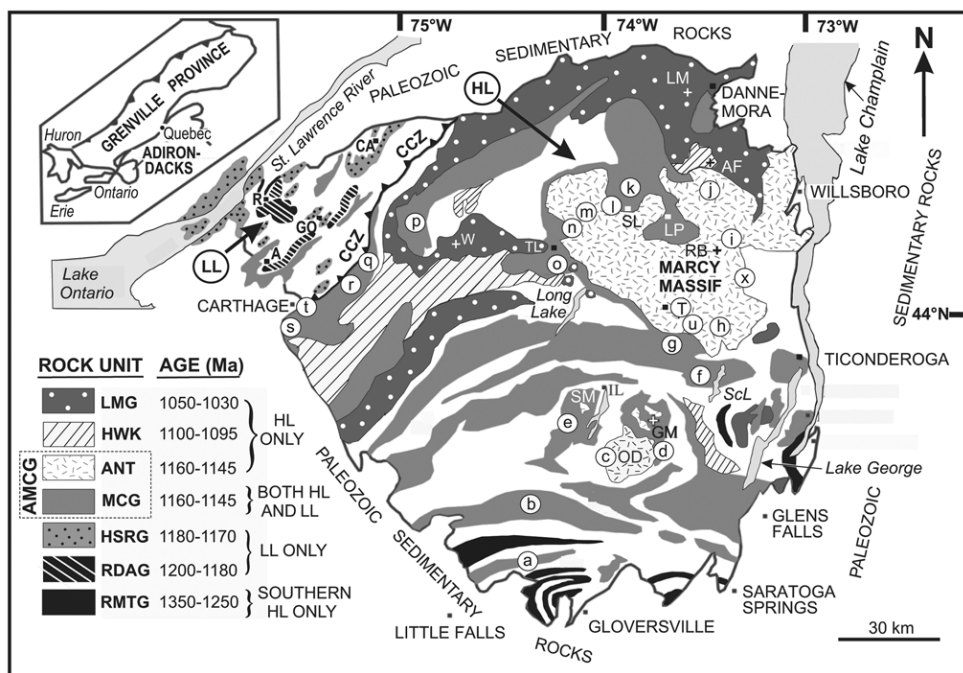 75°W
74°W
73°W
N
SEDIMENTARY
ROCKS
PALEOZOIC
St. Lawrence River
GRENVILLE PROVINCE
Huron
Quebec
ADIRON-
DACKS
Ontario
Erie
HL
LM
DANNE-
MORA
Lake Champlain
CA
CCZ
AF
R
GO
WILLSBORO
k
j
p
l
m
SL
n
LP
i
W
TL
RB
LL
A
CCZ
q
o
MARCY
MASSIF
x
SEDIMENTARY ROCKS
Lake
Ontario
r
CARTHAGE
t
Long
Lake
T
u
h
44°N
s
g
TICONDEROGA
f
ROCK UNIT
AGE (Ma)
LMG
1050-1030
HWK
1100-1095
HL
ONLY
AMCG
ANT
1160-1145
MCG
1160-1145
BOTH HL
AND LL
HSRG
1180-1170
LL ONLY
RDAG
1200-1180
RMTG
1350-1250
SOUTHERN
HL ONLY
SM
IL
ScL
e
GM
c
OD
d
Lake George
PALEOZOIC
SEDIMENTARY
ROCKS
b
GLENS
FALLS
PALEOZOIC
a
SARATOGA
SPRINGS
LITTLE FALLS
GLOVERSVILLE
30 km